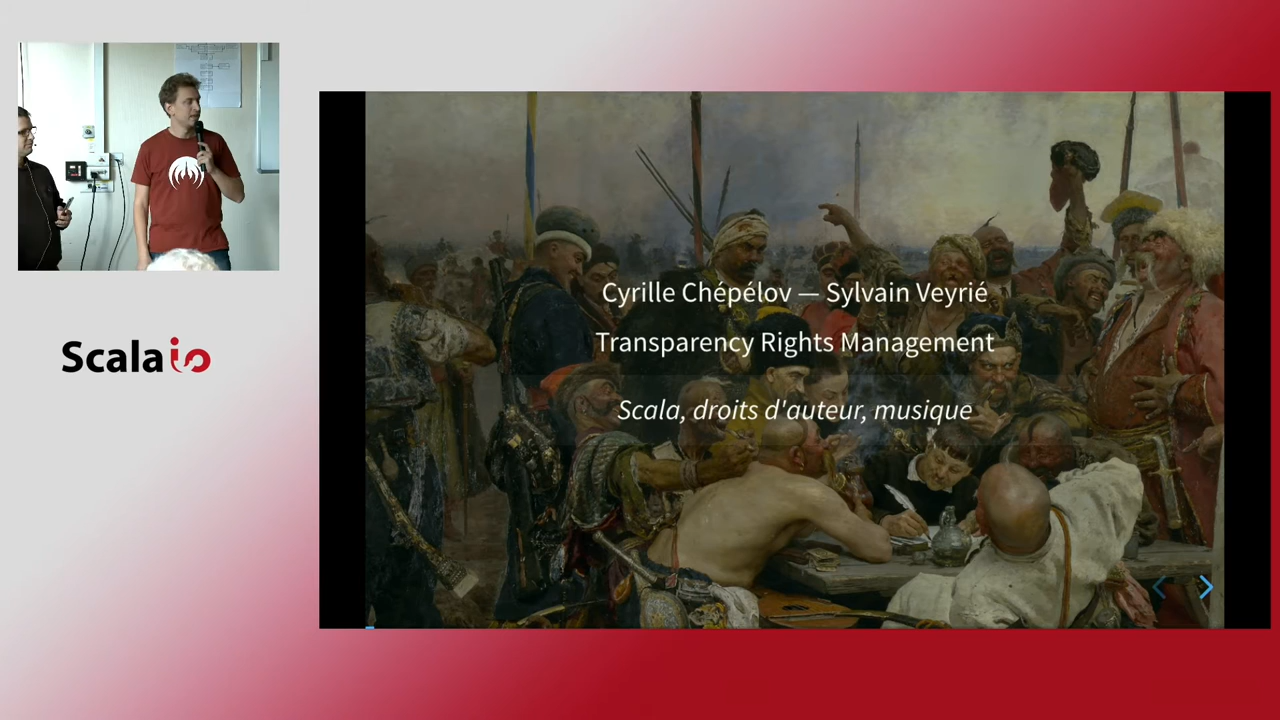 Scala io
Cyrille Chépélov — Sylvain Veyrié
Transparency Rights Management
Scala, droits d'auteur, musique